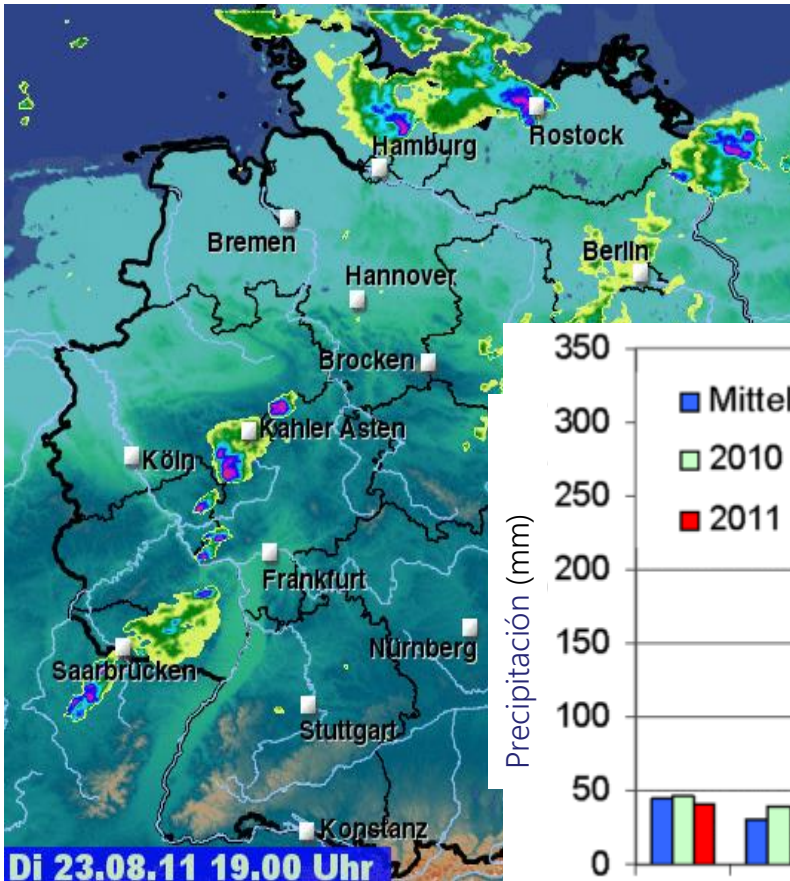 Rostock
Hamburg
Bremen
Berlin
Hannover
Brocken
Kahler Asten
Köln
Frankfurt
Nürnberg
Saarbrücken
Stuttgart
Konstanz
Di 23.08.11 19.00 Uhr
Precipitación (mm)
350
300
250
200
150
100
50
0
Mittel
2010
2011